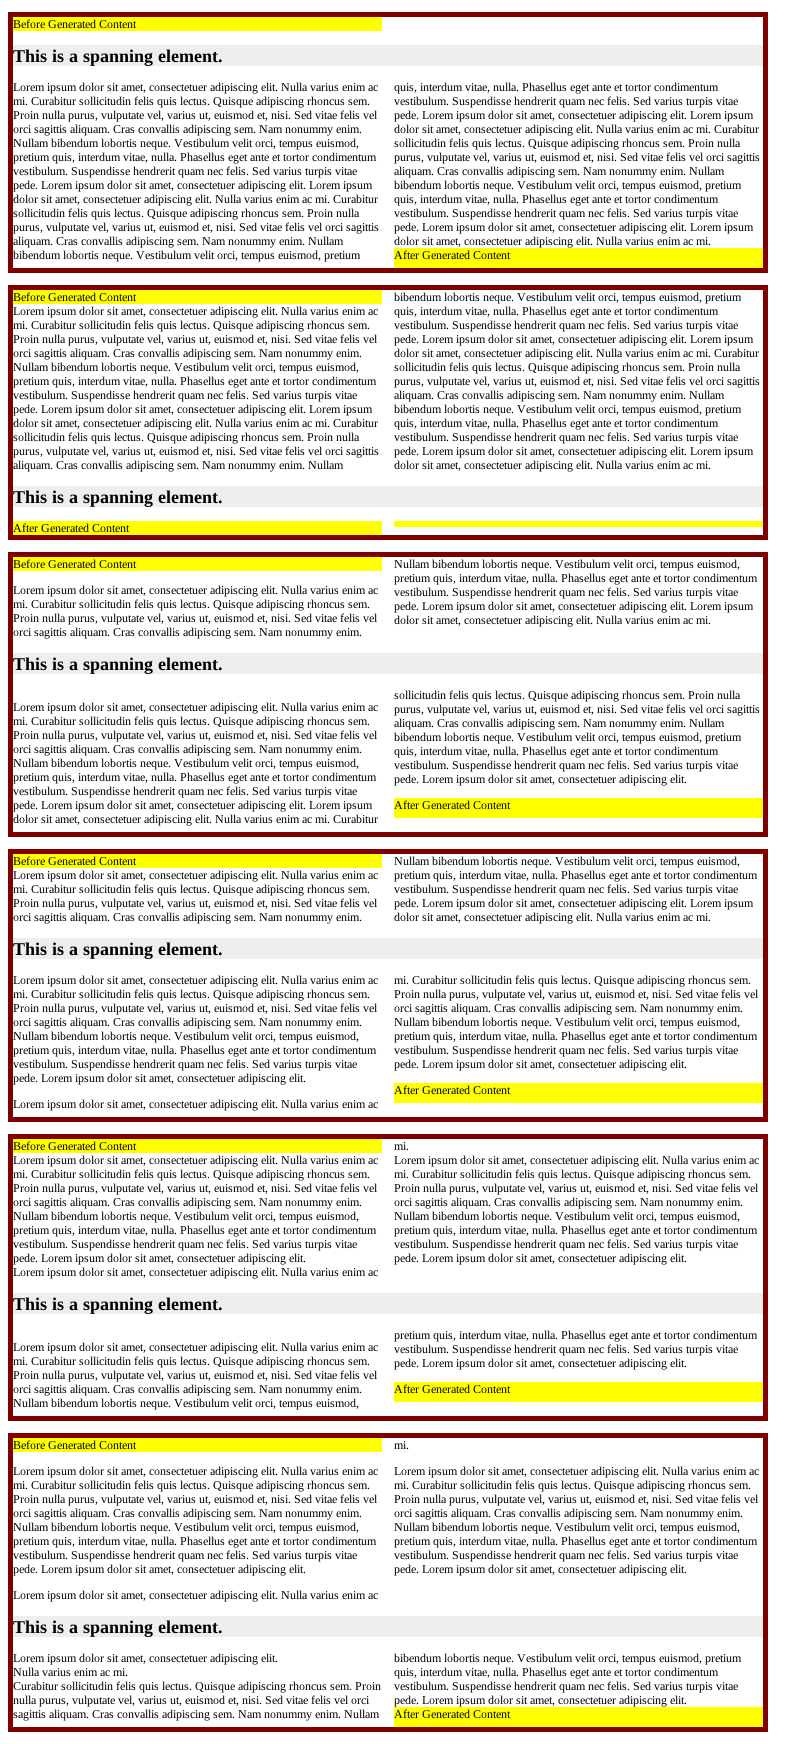 Before Generated Content
This is a spanning element.
Lorem ipsum dolor sit amet, consectetuer adipiscing elit. Nulla varius enim ac
mi. Curabitur sollicitudin felis quis lectus. Quisque adipiscing rhoncus sem.
Proin nulla purus, vulputate vel, varius ut, euismod et, nisi. Sed vitae felis vel
orci sagittis aliquam. Cras convallis adipiscing sem. Nam nonummy enim.
Nullam bibendum lobortis neque. Vestibulum velit orci, tempus euismod,
pretium quis, interdum vitae, nulla. Phasellus eget ante et tortor condimentum
vestibulum. Suspendisse hendrerit quam nec felis. Sed varius turpis vitae
pede. Lorem ipsum dolor sit amet, consectetuer adipiscing elit. Lorem ipsum
dolor sit amet, consectetuer adipiscing elit. Nulla varius enim ac mi. Curabitur
sollicitudin felis quis lectus. Quisque adipiscing rhoncus sem. Proin nulla
purus, vulputate vel, varius ut, euismod et, nisi. Sed vitae felis vel orci sagittis
aliquam. Cras convallis adipiscing sem. Nam nonummy enim. Nullam
bibendum lobortis neque. Vestibulum velit orci, tempus euismod, pretium
quis, interdum vitae, nulla. Phasellus eget ante et tortor condimentum
vestibulum. Suspendisse hendrerit quam nec felis. Sed varius turpis vitae
pede. Lorem ipsum dolor sit amet, consectetuer adipiscing elit. Lorem ipsum
dolor sit amet, consectetuer adipiscing elit. Nulla varius enim ac mi. Curabitur
sollicitudin felis quis lectus. Quisque adipiscing rhoncus sem. Proin nulla
purus, vulputate vel, varius ut, euismod et, nisi. Sed vitae felis vel orci sagittis
aliquam. Cras convallis adipiscing sem. Nam nonummy enim. Nullam
bibendum lobortis neque. Vestibulum velit orci, tempus euismod, pretium
quis, interdum vitae, nulla. Phasellus eget ante et tortor condimentum
vestibulum. Suspendisse hendrerit quam nec felis. Sed varius turpis vitae
pede. Lorem ipsum dolor sit amet, consectetuer adipiscing elit. Lorem ipsum
dolor sit amet, consectetuer adipiscing elit. Nulla varius enim ac mi.
After Generated Content
Before Generated Content
Lorem ipsum dolor sit amet, consectetuer adipiscing elit. Nulla varius enim ac
mi. Curabitur sollicitudin felis quis lectus. Quisque adipiscing rhoncus sem.
Proin nulla purus, vulputate vel, varius ut, euismod et, nisi. Sed vitae felis vel
orci sagittis aliquam. Cras convallis adipiscing sem. Nam nonummy enim.
Nullam bibendum lobortis neque. Vestibulum velit orci, tempus euismod,
pretium quis, interdum vitae, nulla. Phasellus eget ante et tortor condimentum
vestibulum. Suspendisse hendrerit quam nec felis. Sed varius turpis vitae
pede. Lorem ipsum dolor sit amet, consectetuer adipiscing elit. Lorem ipsum
dolor sit amet, consectetuer adipiscing elit. Nulla varius enim ac mi. Curabitur
sollicitudin felis quis lectus. Quisque adipiscing rhoncus sem. Proin nulla
purus, vulputate vel, varius ut, euismod et, nisi. Sed vitae felis vel orci sagittis
aliquam. Cras convallis adipiscing sem. Nam nonummy enim. Nullam
bibendum lobortis neque. Vestibulum velit orci, tempus euismod, pretium
quis, interdum vitae, nulla. Phasellus eget ante et tortor condimentum
vestibulum. Suspendisse hendrerit quam nec felis. Sed varius turpis vitae
pede. Lorem ipsum dolor sit amet, consectetuer adipiscing elit. Lorem ipsum
dolor sit amet, consectetuer adipiscing elit. Nulla varius enim ac mi. Curabitur
sollicitudin felis quis lectus. Quisque adipiscing rhoncus sem. Proin nulla
purus, vulputate vel, varius ut, euismod et, nisi. Sed vitae felis vel orci sagittis
aliquam. Cras convallis adipiscing sem. Nam nonummy enim. Nullam
bibendum lobortis neque. Vestibulum velit orci, tempus euismod, pretium
quis, interdum vitae, nulla. Phasellus eget ante et tortor condimentum
vestibulum. Suspendisse hendrerit quam nec felis. Sed varius turpis vitae
pede. Lorem ipsum dolor sit amet, consectetuer adipiscing elit. Lorem ipsum
dolor sit amet, consectetuer adipiscing elit. Nulla varius enim ac mi.
This is a spanning element.
After Generated Content
Before Generated Content
Lorem ipsum dolor sit amet, consectetuer adipiscing elit. Nulla varius enim ac
mi. Curabitur sollicitudin felis quis lectus. Quisque adipiscing rhoncus sem.
Proin nulla purus, vulputate vel, varius ut, euismod et, nisi. Sed vitae felis vel
orci sagittis aliquam. Cras convallis adipiscing sem. Nam nonummy enim.
Nullam bibendum lobortis neque. Vestibulum velit orci, tempus euismod,
pretium quis, interdum vitae, nulla. Phasellus eget ante et tortor condimentum
vestibulum. Suspendisse hendrerit quam nec felis. Sed varius turpis vitae
pede. Lorem ipsum dolor sit amet, consectetuer adipiscing elit. Lorem ipsum
dolor sit amet, consectetuer adipiscing elit. Nulla varius enim ac mi.
This is a spanning element.
Lorem ipsum dolor sit amet, consectetuer adipiscing elit. Nulla varius enim ac
mi. Curabitur sollicitudin felis quis lectus. Quisque adipiscing rhoncus sem.
Proin nulla purus, vulputate vel, varius ut, euismod et, nisi. Sed vitae felis vel
orci sagittis aliquam. Cras convallis adipiscing sem. Nam nonummy enim.
Nullam bibendum lobortis neque. Vestibulum velit orci, tempus euismod,
pretium quis, interdum vitae, nulla. Phasellus eget ante et tortor condimentum
vestibulum. Suspendisse hendrerit quam nec felis. Sed varius turpis vitae
pede. Lorem ipsum dolor sit amet, consectetuer adipiscing elit. Lorem ipsum
dolor sit amet, consectetuer adipiscing elit. Nulla varius enim ac mi. Curabitur
sollicitudin felis quis lectus. Quisque adipiscing rhoncus sem. Proin nulla
purus, vulputate vel, varius ut, euismod et, nisi. Sed vitae felis vel orci sagittis
aliquam. Cras convallis adipiscing sem. Nam nonummy enim. Nullam
bibendum lobortis neque. Vestibulum velit orci, tempus euismod, pretium
quis, interdum vitae, nulla. Phasellus eget ante et tortor condimentum
vestibulum. Suspendisse hendrerit quam nec felis. Sed varius turpis vitae
pede. Lorem ipsum dolor sit amet, consectetuer adipiscing elit.
After Generated Content
Before Generated Content
Lorem ipsum dolor sit amet, consectetuer adipiscing elit. Nulla varius enim ac
mi. Curabitur sollicitudin felis quis lectus. Quisque adipiscing rhoncus sem.
Proin nulla purus, vulputate vel, varius ut, euismod et, nisi. Sed vitae felis vel
orci sagittis aliquam. Cras convallis adipiscing sem. Nam nonummy enim.
Nullam bibendum lobortis neque. Vestibulum velit orci, tempus euismod,
pretium quis, interdum vitae, nulla. Phasellus eget ante et tortor condimentum
vestibulum. Suspendisse hendrerit quam nec felis. Sed varius turpis vitae
pede. Lorem ipsum dolor sit amet, consectetuer adipiscing elit. Lorem ipsum
dolor sit amet, consectetuer adipiscing elit. Nulla varius enim ac mi.
This is a spanning element.
Lorem ipsum dolor sit amet, consectetuer adipiscing elit. Nulla varius enim ac
mi. Curabitur sollicitudin felis quis lectus. Quisque adipiscing rhoncus sem.
Proin nulla purus, vulputate vel, varius ut, euismod et, nisi. Sed vitae felis vel
orci sagittis aliquam. Cras convallis adipiscing sem. Nam nonummy enim.
Nullam bibendum lobortis neque. Vestibulum velit orci, tempus euismod,
pretium quis, interdum vitae, nulla. Phasellus eget ante et tortor condimentum
vestibulum. Suspendisse hendrerit quam nec felis. Sed varius turpis vitae
pede. Lorem ipsum dolor sit amet, consectetuer adipiscing elit.
Lorem ipsum dolor sit amet, consectetuer adipiscing elit. Nulla varius enim ac
mi. Curabitur sollicitudin felis quis lectus. Quisque adipiscing rhoncus sem.
Proin nulla purus, vulputate vel, varius ut, euismod et, nisi. Sed vitae felis vel
orci sagittis aliquam. Cras convallis adipiscing sem. Nam nonummy enim.
Nullam bibendum lobortis neque. Vestibulum velit orci, tempus euismod,
pretium quis, interdum vitae, nulla. Phasellus eget ante et tortor condimentum
vestibulum. Suspendisse hendrerit quam nec felis. Sed varius turpis vitae
pede. Lorem ipsum dolor sit amet, consectetuer adipiscing elit.
After Generated Content
Before Generated Content
Lorem ipsum dolor sit amet, consectetuer adipiscing elit. Nulla varius enim ac
mi. Curabitur sollicitudin felis quis lectus. Quisque adipiscing rhoncus sem.
Proin nulla purus, vulputate vel, varius ut, euismod et, nisi. Sed vitae felis vel
orci sagittis aliquam. Cras convallis adipiscing sem. Nam nonummy enim.
Nullam bibendum lobortis neque. Vestibulum velit orci, tempus euismod,
pretium quis, interdum vitae, nulla. Phasellus eget ante et tortor condimentum
vestibulum. Suspendisse hendrerit quam nec felis. Sed varius turpis vitae
pede. Lorem ipsum dolor sit amet, consectetuer adipiscing elit.
Lorem ipsum dolor sit amet, consectetuer adipiscing elit. Nulla varius enim ac
mi.
Lorem ipsum dolor sit amet, consectetuer adipiscing elit. Nulla varius enim ac
mi. Curabitur sollicitudin felis quis lectus. Quisque adipiscing rhoncus sem.
Proin nulla purus, vulputate vel, varius ut, euismod et, nisi. Sed vitae felis vel
orci sagittis aliquam. Cras convallis adipiscing sem. Nam nonummy enim.
Nullam bibendum lobortis neque. Vestibulum velit orci, tempus euismod,
pretium quis, interdum vitae, nulla. Phasellus eget ante et tortor condimentum
vestibulum. Suspendisse hendrerit quam nec felis. Sed varius turpis vitae
pede. Lorem ipsum dolor sit amet, consectetuer adipiscing elit.
This is a spanning element.
Lorem ipsum dolor sit amet, consectetuer adipiscing elit. Nulla varius enim ac
mi. Curabitur sollicitudin felis quis lectus. Quisque adipiscing rhoncus sem.
Proin nulla purus, vulputate vel, varius ut, euismod et, nisi. Sed vitae felis vel
orci sagittis aliquam. Cras convallis adipiscing sem. Nam nonummy enim.
Nullam bibendum lobortis neque. Vestibulum velit orci, tempus euismod,
pretium quis, interdum vitae, nulla. Phasellus eget ante et tortor condimentum
vestibulum. Suspendisse hendrerit quam nec felis. Sed varius turpis vitae
pede. Lorem ipsum dolor sit amet, consectetuer adipiscing elit.
After Generated Content
Before Generated Content
Lorem ipsum dolor sit amet, consectetuer adipiscing elit. Nulla varius enim ac
mi. Curabitur sollicitudin felis quis lectus. Quisque adipiscing rhoncus sem.
Proin nulla purus, vulputate vel, varius ut, euismod et, nisi. Sed vitae felis vel
orci sagittis aliquam. Cras convallis adipiscing sem. Nam nonummy enim.
Nullam bibendum lobortis neque. Vestibulum velit orci, tempus euismod,
pretium quis, interdum vitae, nulla. Phasellus eget ante et tortor condimentum
vestibulum. Suspendisse hendrerit quam nec felis. Sed varius turpis vitae
pede. Lorem ipsum dolor sit amet, consectetuer adipiscing elit.
Lorem ipsum dolor sit amet, consectetuer adipiscing elit. Nulla varius enim ac
mi.
Lorem ipsum dolor sit amet, consectetuer adipiscing elit. Nulla varius enim ac
mi. Curabitur sollicitudin felis quis lectus. Quisque adipiscing rhoncus sem.
Proin nulla purus, vulputate vel, varius ut, euismod et, nisi. Sed vitae felis vel
orci sagittis aliquam. Cras convallis adipiscing sem. Nam nonummy enim.
Nullam bibendum lobortis neque. Vestibulum velit orci, tempus euismod,
pretium quis, interdum vitae, nulla. Phasellus eget ante et tortor condimentum
vestibulum. Suspendisse hendrerit quam nec felis. Sed varius turpis vitae
pede. Lorem ipsum dolor sit amet, consectetuer adipiscing elit.
This is a spanning element.
Lorem ipsum dolor sit amet, consectetuer adipiscing elit.
Nulla varius enim ac mi.
Curabitur sollicitudin felis quis lectus. Quisque adipiscing rhoncus sem. Proin
nulla purus, vulputate vel, varius ut, euismod et, nisi. Sed vitae felis vel orci
sagittis aliquam. Cras convallis adipiscing sem. Nam nonummy enim. Nullam
bibendum lobortis neque. Vestibulum velit orci, tempus euismod, pretium
quis, interdum vitae, nulla. Phasellus eget ante et tortor condimentum
vestibulum. Suspendisse hendrerit quam nec felis. Sed varius turpis vitae
pede. Lorem ipsum dolor sit amet, consectetuer adipiscing elit.
After Generated Content